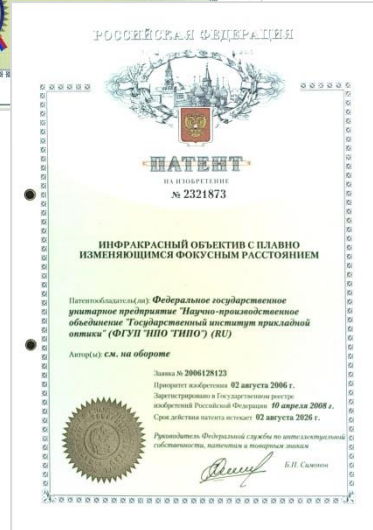 РОССИЙСКАЯ ФЕДЕРАЦИЯ
ПАТЕНТ
НА ИЗОБРЕТЕНИЕ
№ 2321873
ИНФРАКРАСНЫЙ ОБЪЕКТИВ С ПЛАВНО
ИЗМЕНЯЮЩИМСЯ ФОКУСНЫМ РАССТОЯНИЕМ
Патентообладатель(ли): Федеральное государственное
унитарное предприятие "Научно-производственное
объединение "Государственный институт прикладной
оптики" (ФГУП "НПО "ГИПО") (RU)
Автор(ы): см. на обороте
Заявка № 2006128123
Приоритет изобретения 02 августа 2006 г.
Зарегистрировано в Государственном реестре
изобретений Российской Федерации 10 апреля 2008 г.
Срок действия патента истекает 02 августа 2026 г.
Руководитель Федеральной службы по интеллектуальной
собственности, патентам и товарным знакам
Б.П. Симонов